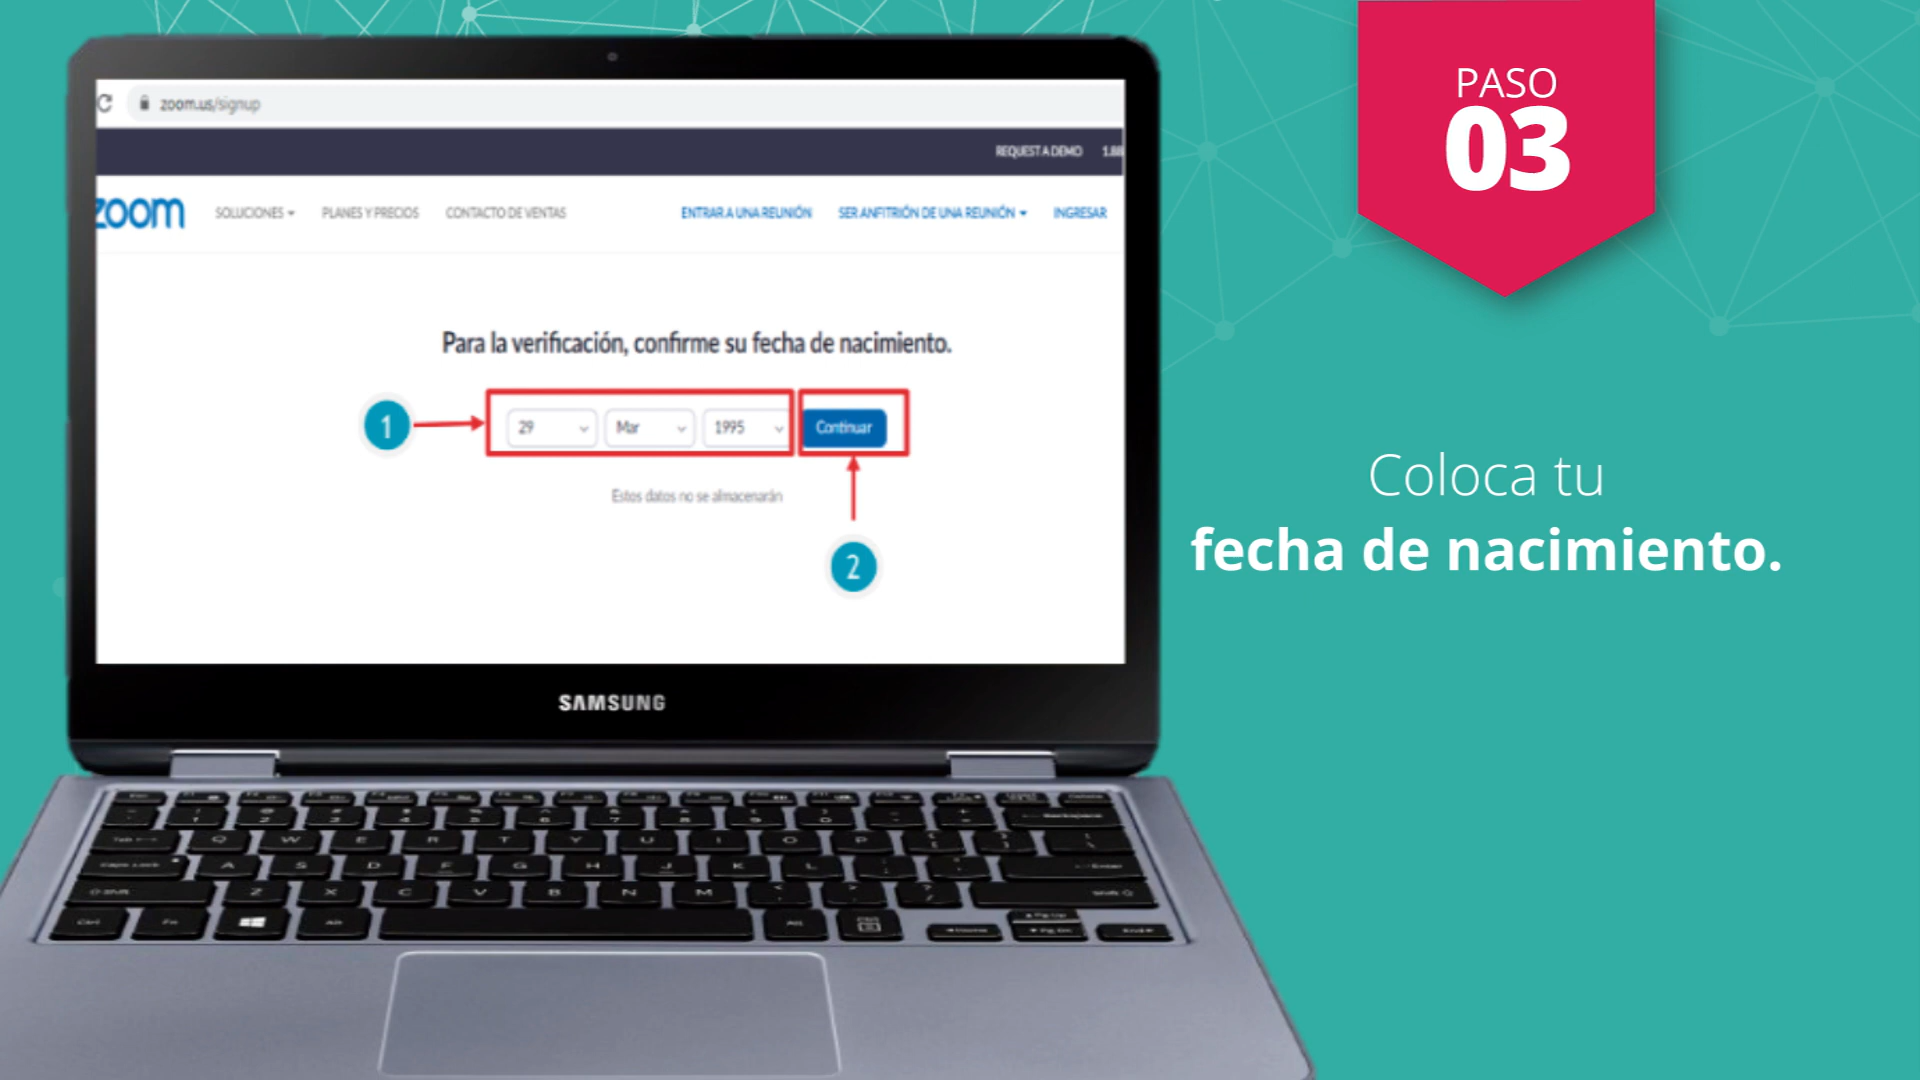 zoom.us/signup
REQUEST A DEMO
zoom
SOLUCIONES
PLANES Y PRECIOS
CONTACTO DE VENTAS
ENTRAR A UNA REUNIÓN
SER ANFITRIÓN DE UNA REUNIÓN
INGRESAR
Para la verificación, confirme su fecha de nacimiento.
1
29
Mar
1995
Continuar
Estos datos no se almacenarán
2
SAMSUNG
PASO
03
Coloca tu
fecha de nacimiento.
Q W E R T Y U I O P
A S D F G H J K L
Z X C V B N M